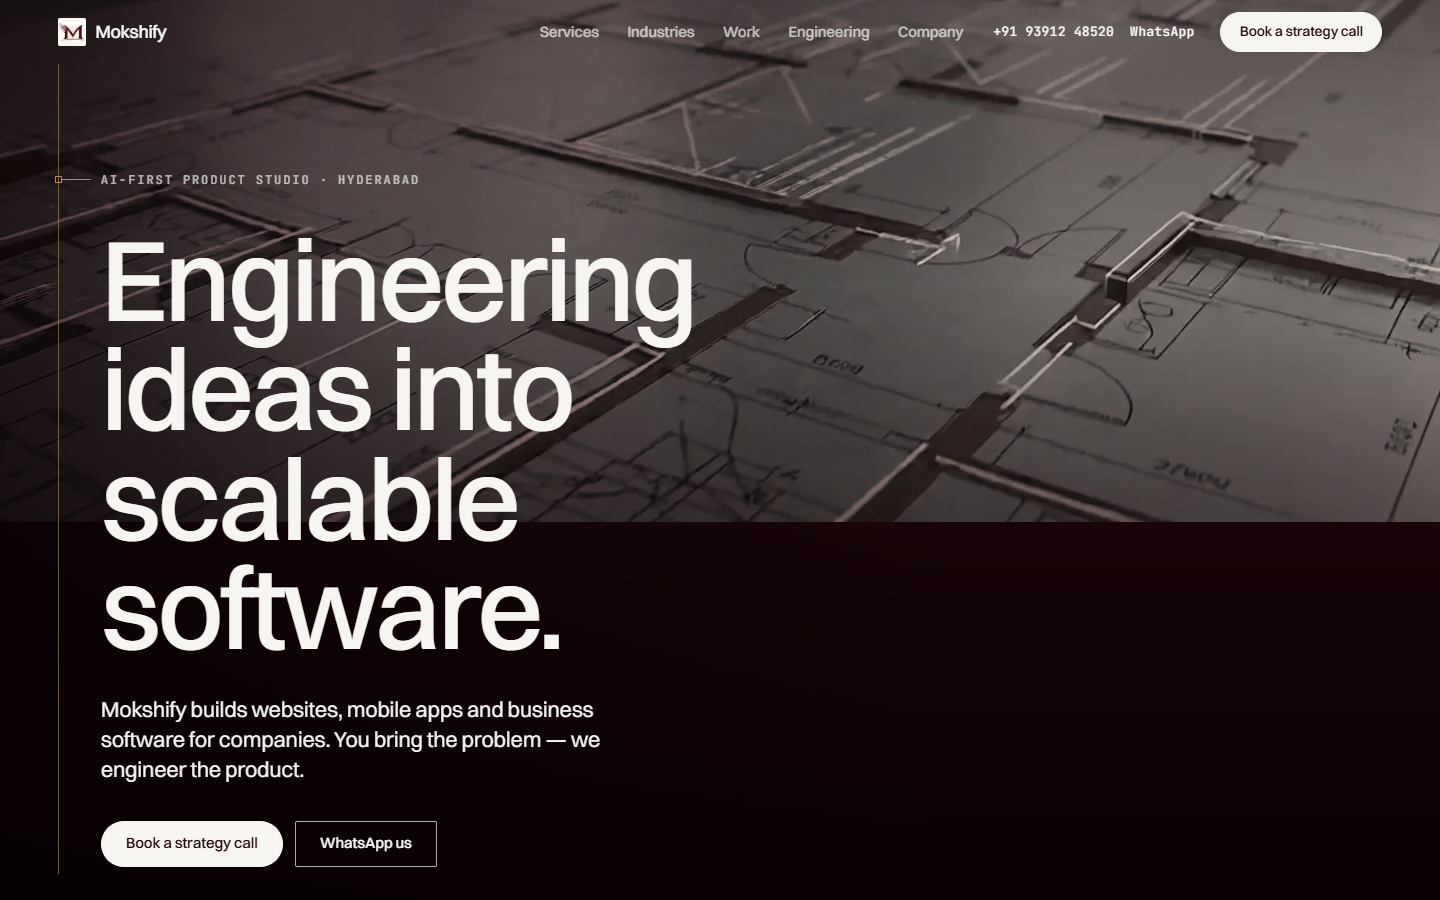 Mokshify
Services Industries Work Engineering Company +91 93912 48520 WhatsApp Book a strategy call
AI-FIRST PRODUCT STUDIO · HYDERABAD
Engineering
ideas into
scalable
software.
Mokshify builds websites, mobile apps and business
software for companies. You bring the problem — we
engineer the product.
Book a strategy call WhatsApp us